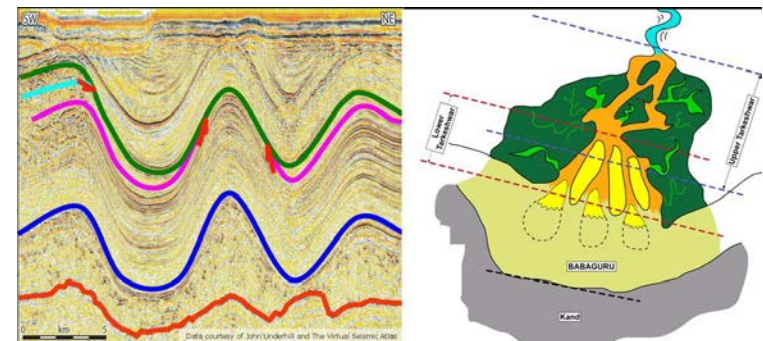 SW
NE
0
km
5
Data courtesy of John Underhill and The Virtual Seismic Atlas
Lower
Tarkeshwar
Upper Tarkeshwar
BABAGURU
Kand